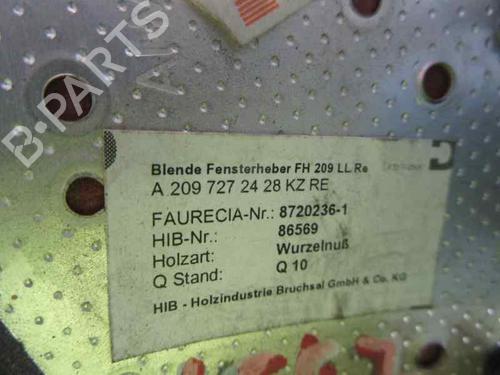 B-PARTS
Blende Fensterheber FH 209 LL Re
A 209 727 24 28 KZ RE
FAURECIA-Nr.: 8720236-1
HIB-Nr.: 86569
Holzart: Wurzelnuß
Q Stand: Q 10
HIB - Holzindustrie Bruchsal GmbH & Co. KG